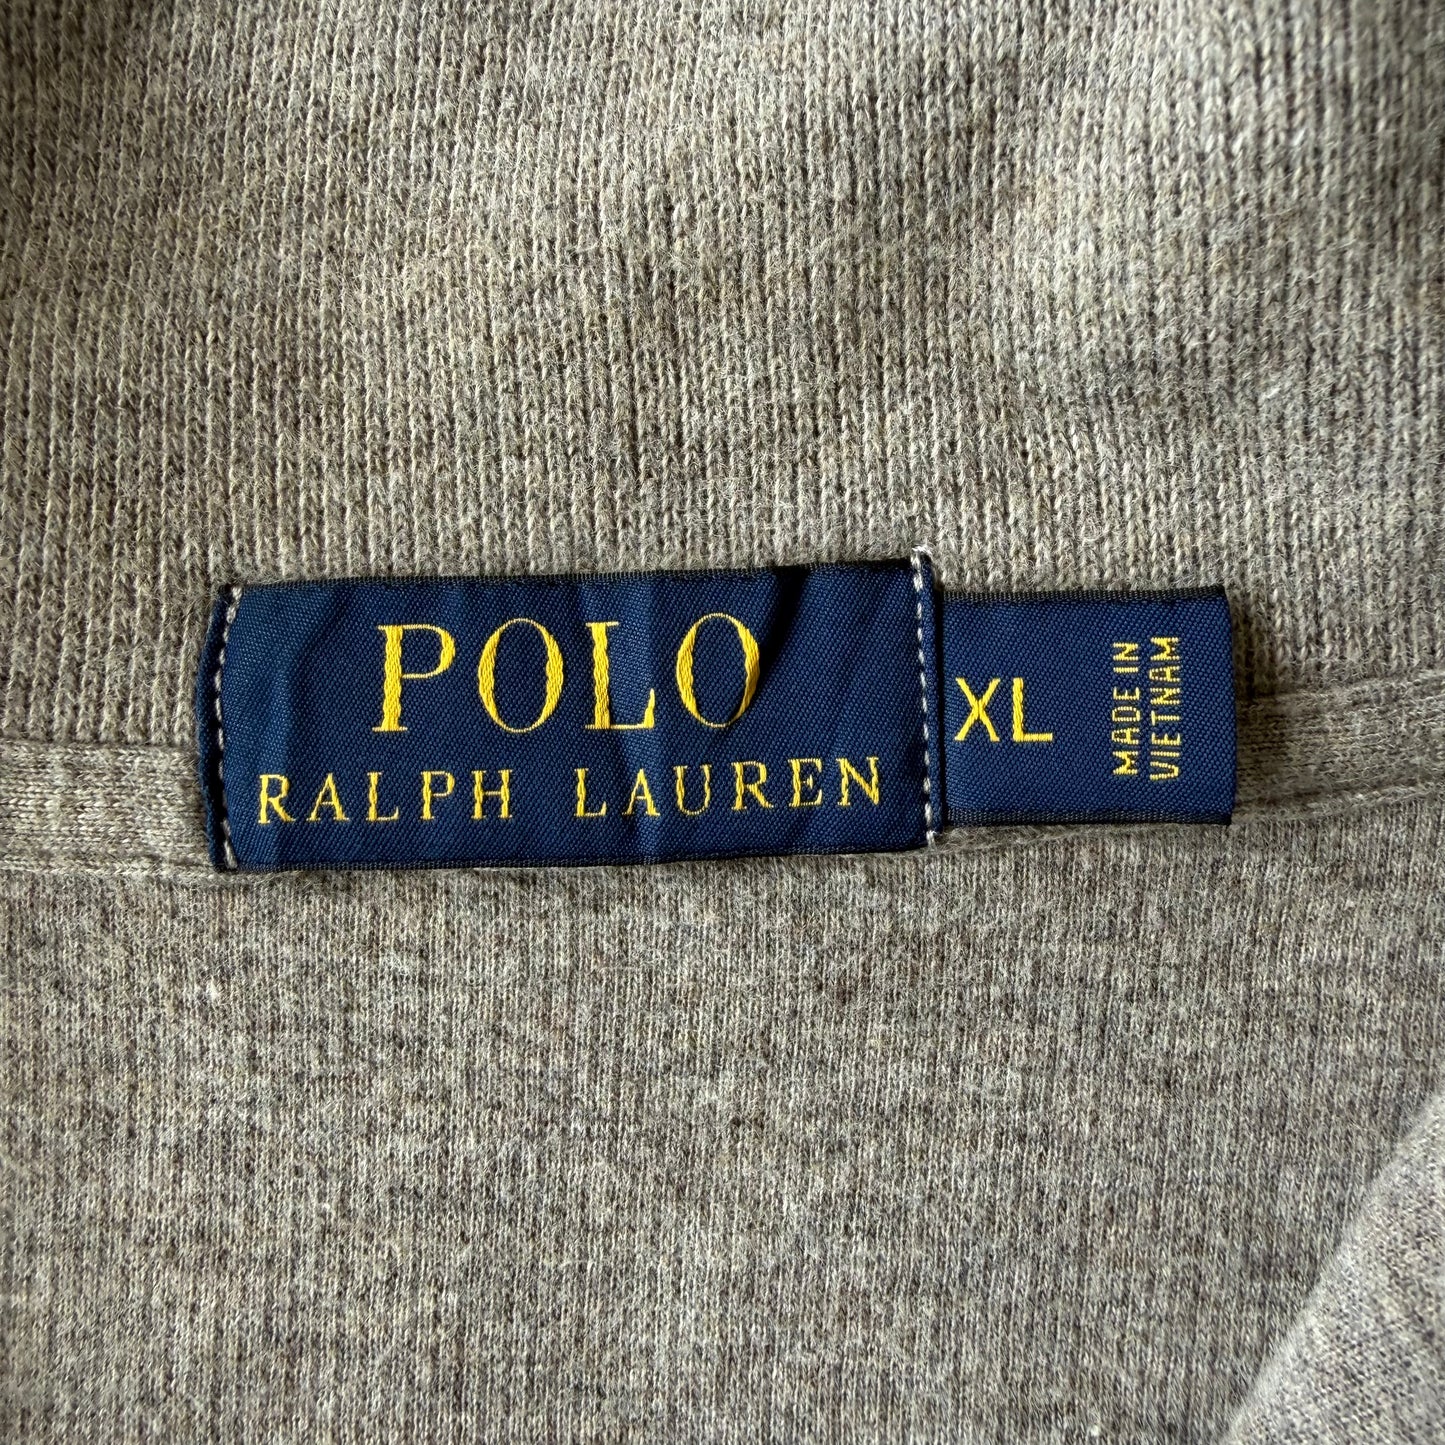 POLO
RALPH LAUREN
XL
MADE IN
VIETNAM